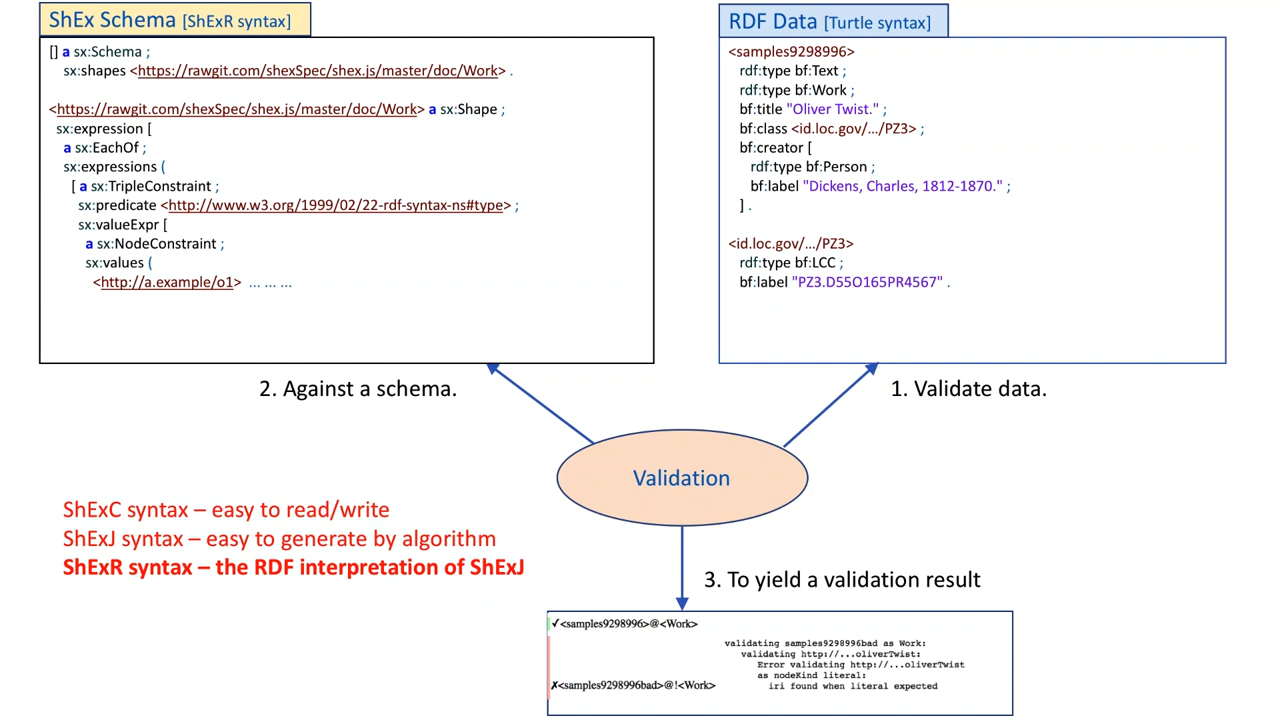 ShEx Schema [ShExR syntax]
[] a sx:Schema ;
sx:shapes <https://rawgit.com/shexSpec/shex.js/master/doc/Work> .
<https://rawgit.com/shexSpec/shex.js/master/doc/Work> a sx:Shape ;
sx:expression [
a sx:EachOf ;
sx:expressions (
[ a sx:TripleConstraint ;
sx:predicate <http://www.w3.org/1999/02/22-rdf-syntax-ns#type> ;
sx:valueExpr [
a sx:NodeConstraint ;
sx:values (
<http://a.example/o1> ... ... ...
RDF Data [Turtle syntax]
<samples9298996>
rdf:type bf:Text ;
rdf:type bf:Work ;
bf:title "Oliver Twist." ;
bf:class <id.loc.gov/.../PZ3> ;
bf:creator [
rdf:type bf:Person ;
bf:label "Dickens, Charles, 1812-1870." ;
] .
<id.loc.gov/.../PZ3>
rdf:type bf:LCC ;
bf:label "PZ3.D55O165PR4567" .
2. Against a schema.
1. Validate data.
Validation
ShExC syntax – easy to read/write
ShExJ syntax – easy to generate by algorithm
ShExR syntax – the RDF interpretation of ShExJ
3. To yield a validation result
✓<samples9298996>@<Work>
validating samples9298996bad as Work:
validating http://...oliverTwist:
Error validating http://...oliverTwist
as nodeKind literal:
iri found when literal expected
✗<samples9298996bad>@!<Work>